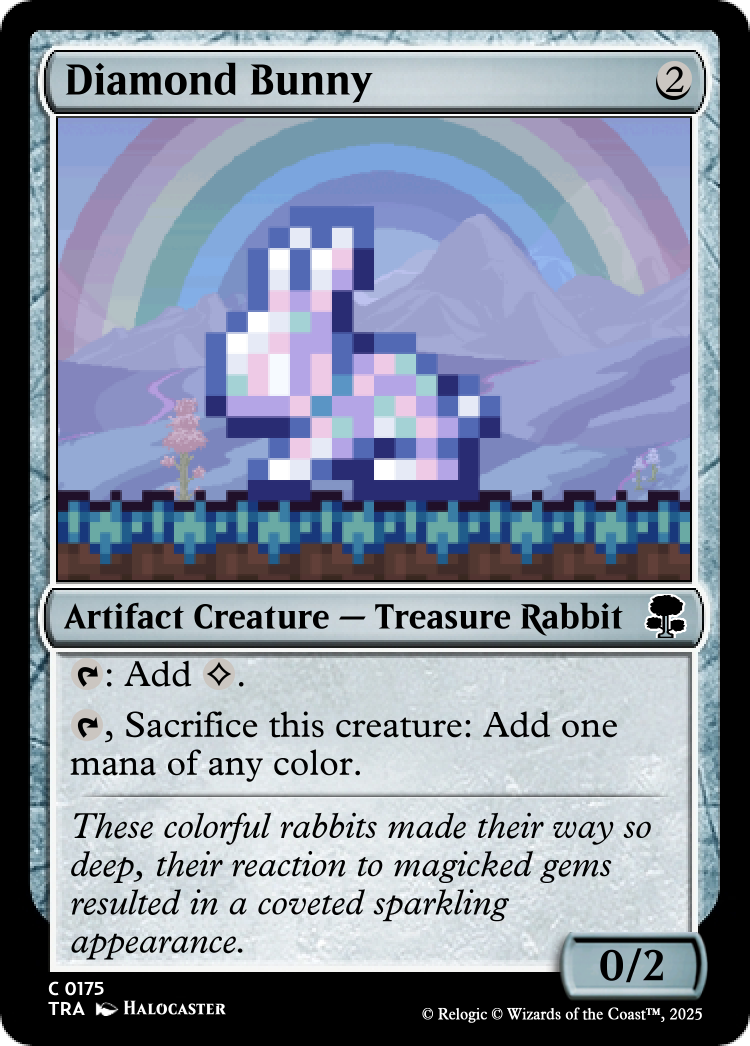 Diamond Bunny 2
Artifact Creature — Treasure Rabbit
: Add .
, Sacrifice this creature: Add one
mana of any color.
These colorful rabbits made their way so
deep, their reaction to magicked gems
resulted in a coveted sparkling
appearance.
0/2
C 0175
TRA Halocaster
© Relogic © Wizards of the Coast™, 2025